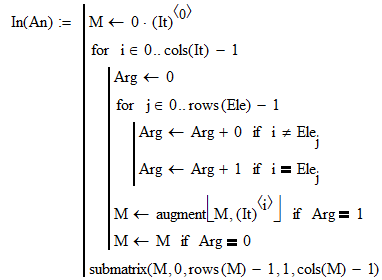 In(An) := M ← 0 · (It)^⟨0⟩
for i ∈ 0 .. cols(It) − 1
Arg ← 0
for j ∈ 0 .. rows(Ele) − 1
Arg ← Arg + 0 if i ≠ Ele_j
Arg ← Arg + 1 if i = Ele_j
M ← augment⌊M, (It)^⟨i⟩⌋ if Arg = 1
M ← M if Arg = 0
submatrix(M, 0, rows(M) − 1, 1, cols(M) − 1)